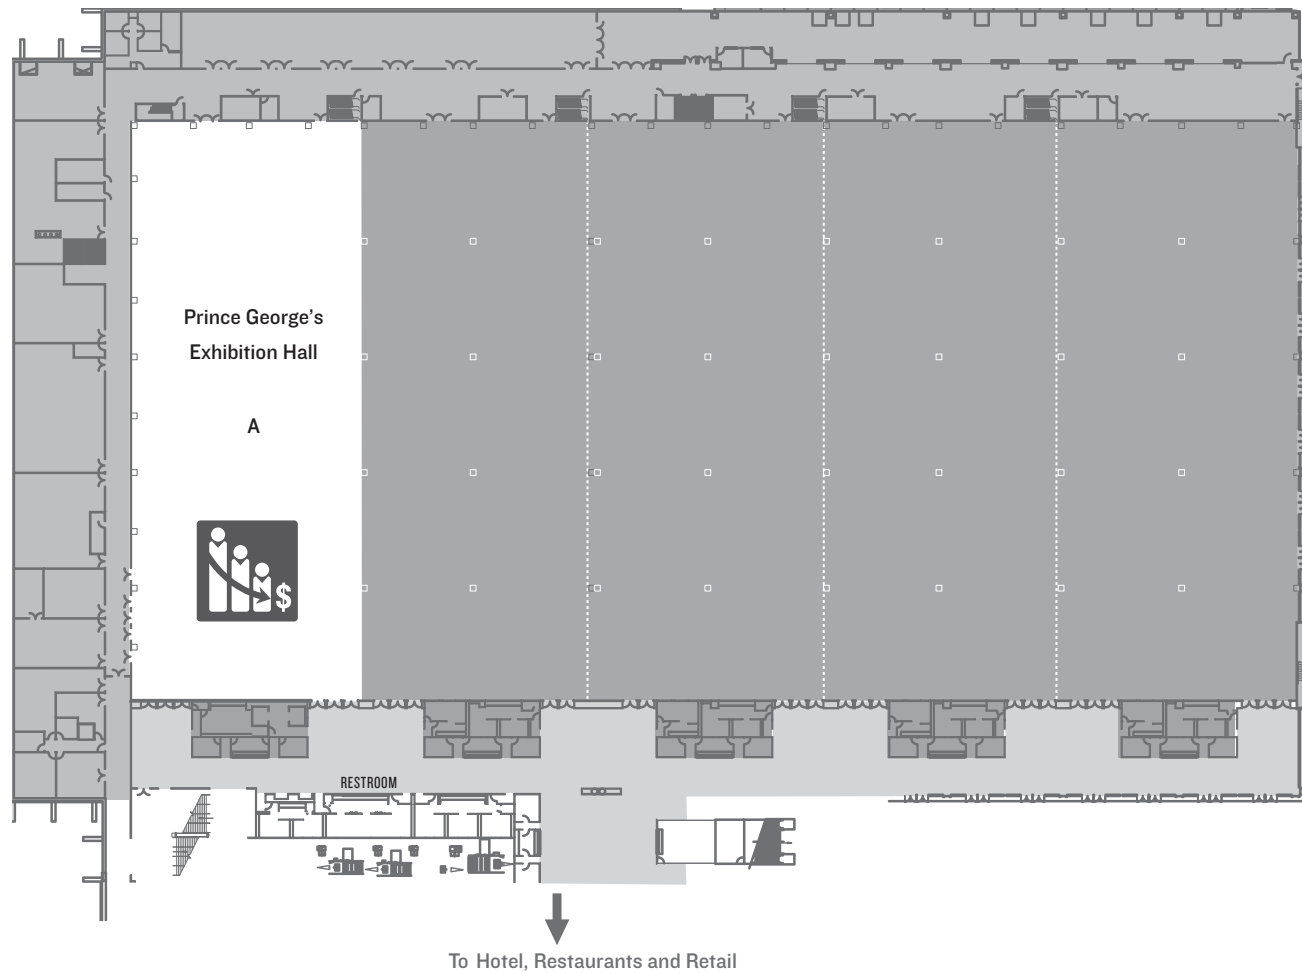 Prince George’s
Exhibition Hall
A
$
RESTROOM
To Hotel, Restaurants and Retail